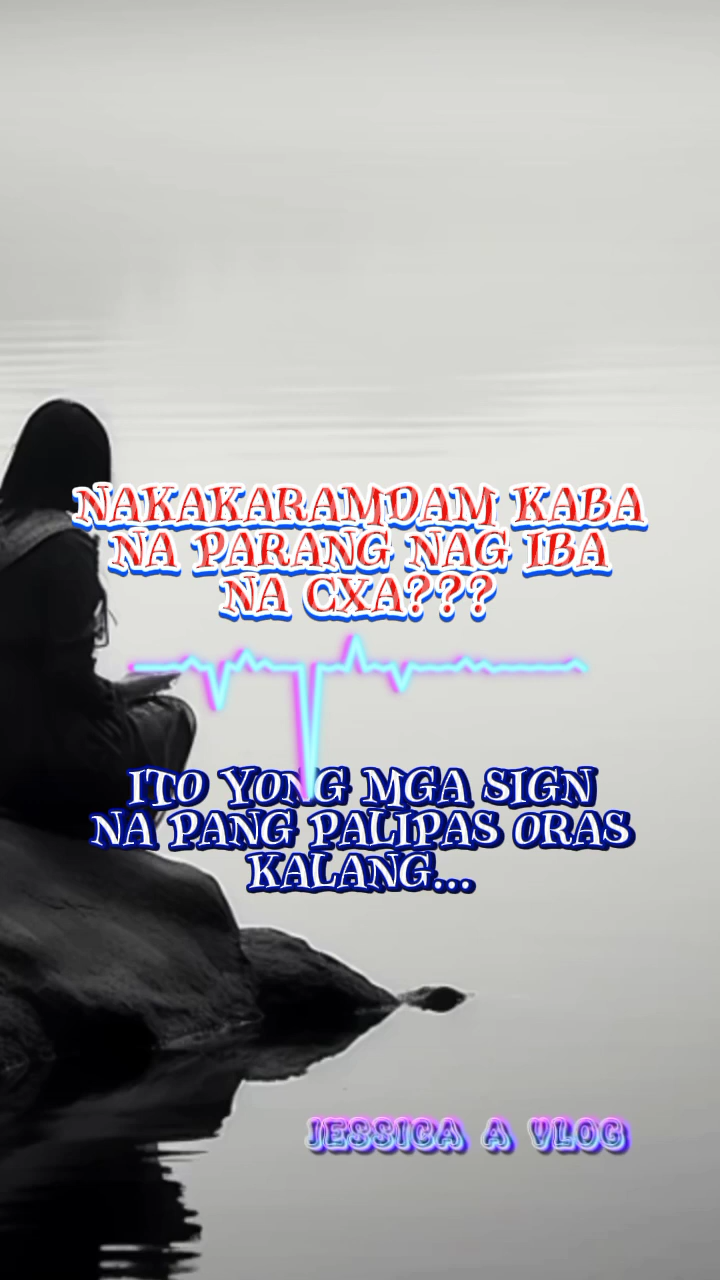 NAKAKARAMDAM KABA
NA PARANG NAG IBA
NA CXA???
ITO YONG MGA SIGN
NA PANG PALIPAS ORAS
KALANG...
JESSICA A VLOG